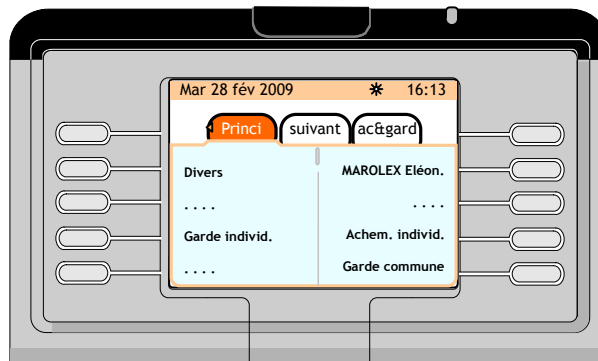 Mar 28 fév 2009 16:13
Princi suivant ac&gard
Divers MAROLEX Eléon.
. . . . . . . .
Garde individ. Achem. individ.
. . . . Garde commune